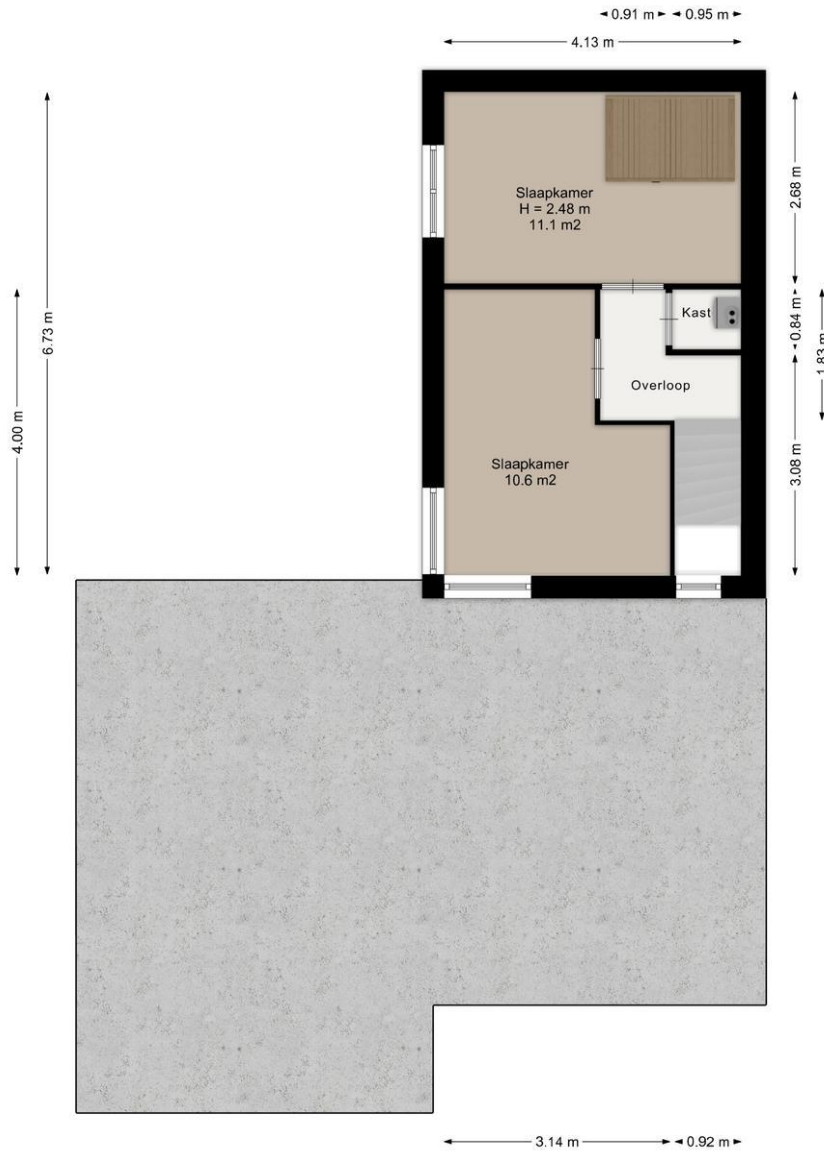 0.91 m
0.95 m
4.13 m
Slaapkamer
H = 2.48 m
11.1 m2
2.68 m
6.73 m
4.00 m
Kast
0.84 m
1.83 m
Overloop
Slaapkamer
10.6 m2
3.08 m
3.14 m
0.92 m